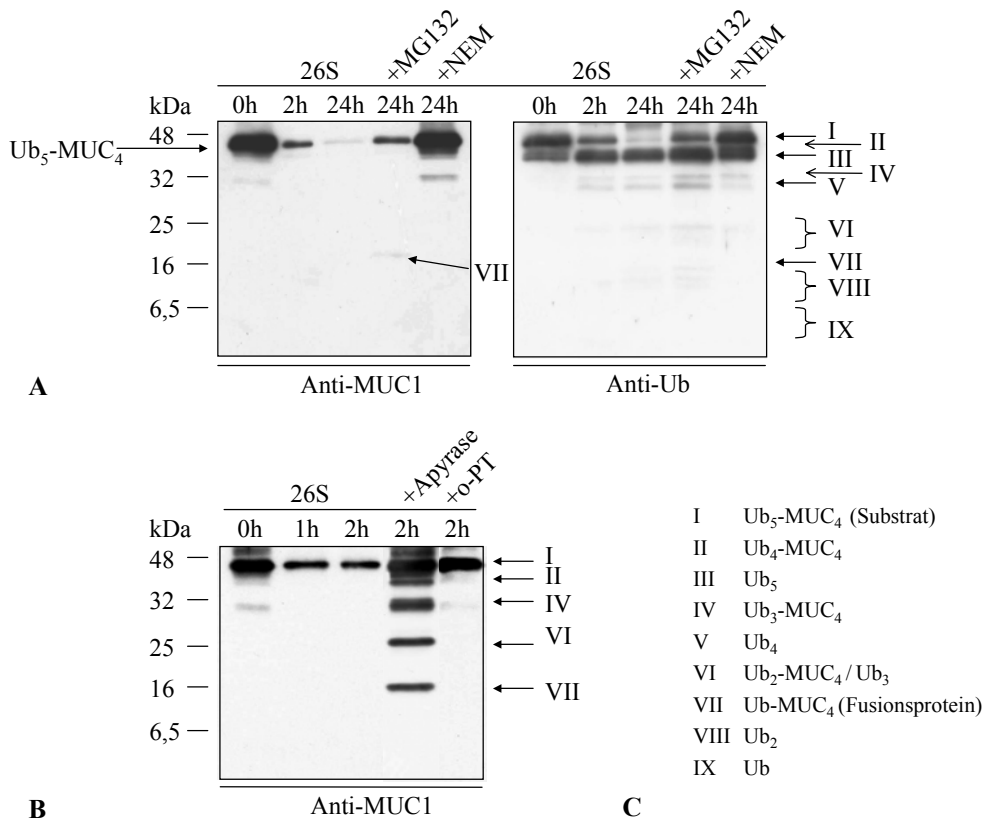 26S +MG132 +NEM
kDa 0h 2h 24h 24h 24h
48
Ub5-MUC4
32
25
16
6,5
VII
Anti-MUC1
A
26S +MG132 +NEM
0h 2h 24h 24h 24h
I
II
III
IV
V
VI
VII
VIII
IX
Anti-Ub
26S +Apyrase +o-PT
kDa 0h 1h 2h 2h 2h
48
32
25
16
6,5
I
II
IV
VI
VII
Anti-MUC1
B
I Ub5-MUC4 (Substrat)
II Ub4-MUC4
III Ub5
IV Ub3-MUC4
V Ub4
VI Ub2-MUC4 / Ub3
VII Ub-MUC4 (Fusionsprotein)
VIII Ub2
IX Ub
C